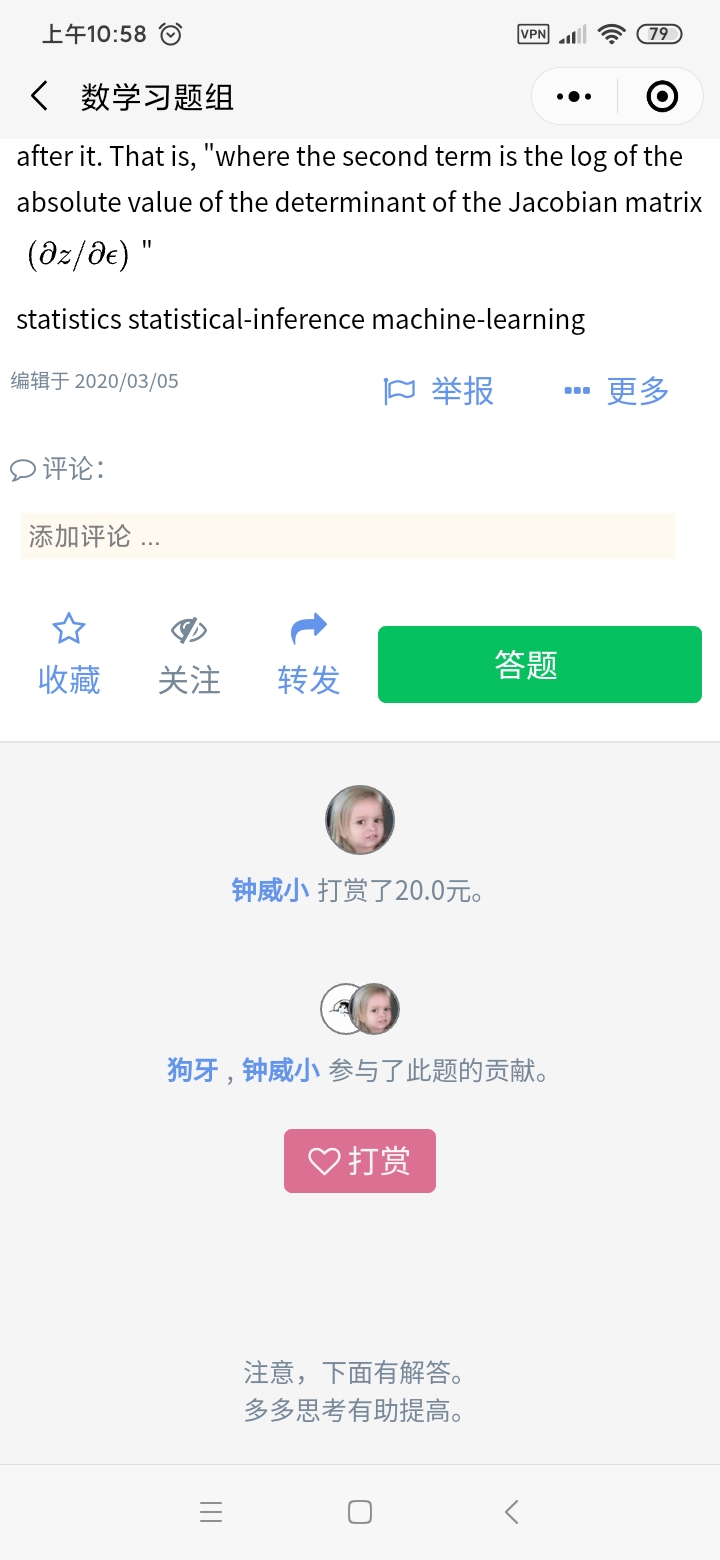 上午10:58 VPN 79
数学习题组
after it. That is, "where the second term is the log of the
absolute value of the determinant of the Jacobian matrix
(∂z/∂ϵ) "
statistics statistical-inference machine-learning
编辑于 2020/03/05 举报 更多
评论：
添加评论 ...
收藏 关注 转发 答题
钟威小 打赏了20.0元。
狗牙 , 钟威小 参与了此题的贡献。
打赏
注意，下面有解答。
多多思考有助提高。